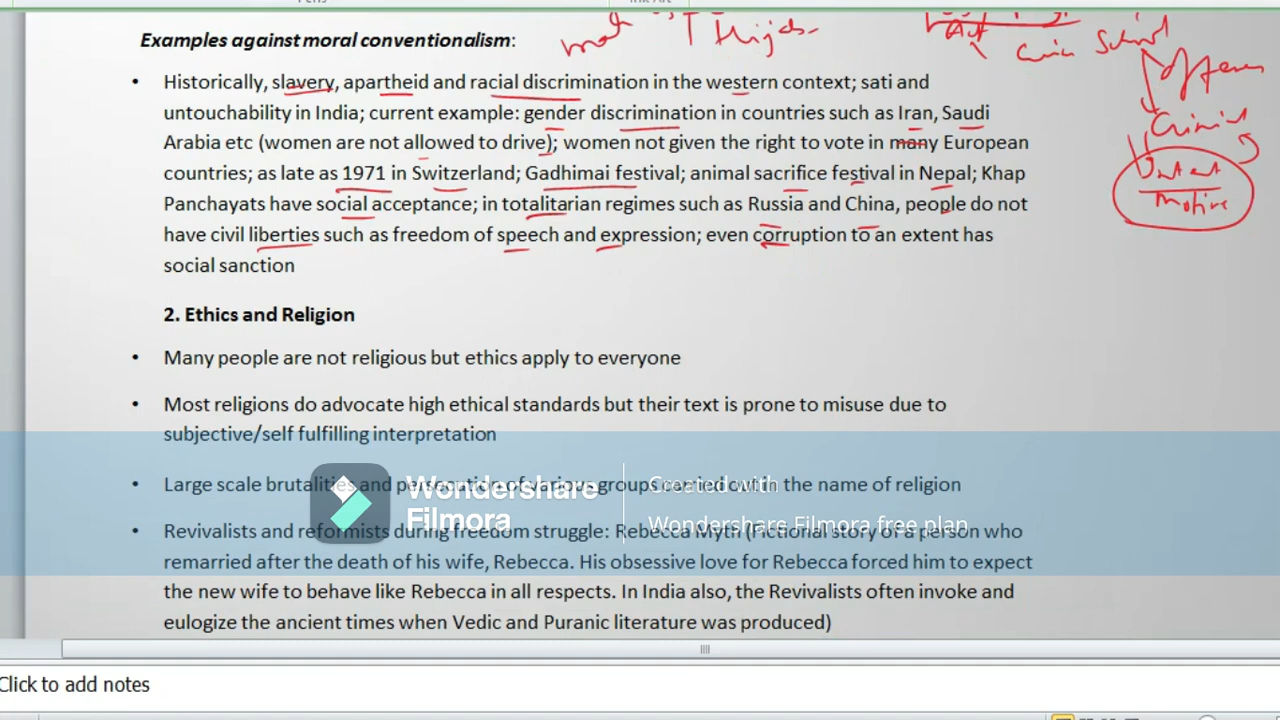 Examples against moral conventionalism:
• Historically, slavery, apartheid and racial discrimination in the western context; sati and
untouchability in India; current example: gender discrimination in countries such as Iran, Saudi
Arabia etc (women are not allowed to drive); women not given the right to vote in many European
countries; as late as 1971 in Switzerland; Gadhimai festival; animal sacrifice festival in Nepal; Khap
Panchayats have social acceptance; in totalitarian regimes such as Russia and China, people do not
have civil liberties such as freedom of speech and expression; even corruption to an extent has
social sanction
2. Ethics and Religion
• Many people are not religious but ethics apply to everyone
• Most religions do advocate high ethical standards but their text is prone to misuse due to
subjective/self fulfilling interpretation
• Large scale brutalities and persecution of various groups carried out in the name of religion
Wondershare
Filmora
Created with
Wondershare Filmora free plan
• Revivalists and reformists during freedom struggle: Rebecca Myth (Fictional story of a person who
remarried after the death of his wife, Rebecca. His obsessive love for Rebecca forced him to expect
the new wife to behave like Rebecca in all respects. In India also, the Revivalists often invoke and
eulogize the ancient times when Vedic and Puranic literature was produced)
Click to add notes